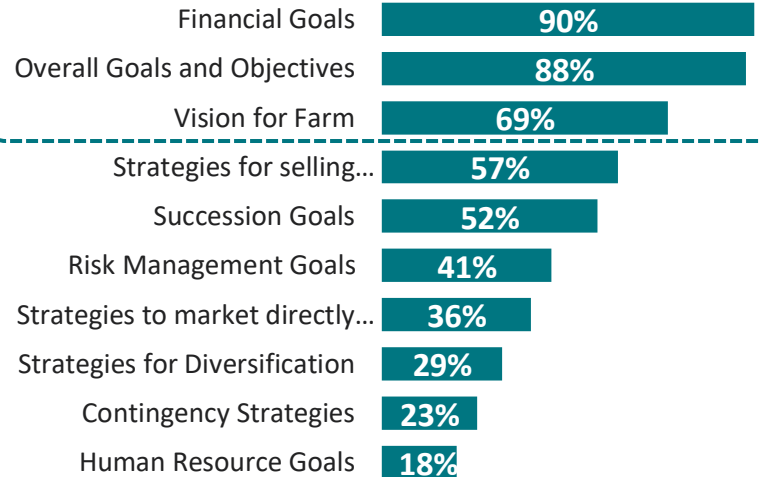 Financial Goals 90%
Overall Goals and Objectives 88%
Vision for Farm 69%
Strategies for selling... 57%
Succession Goals 52%
Risk Management Goals 41%
Strategies to market directly... 36%
Strategies for Diversification 29%
Contingency Strategies 23%
Human Resource Goals 18%